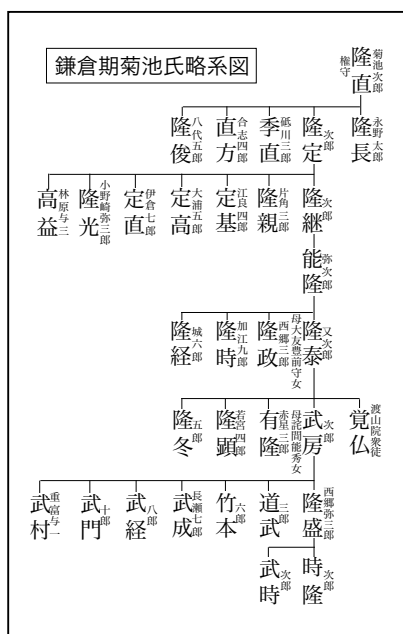 鎌倉期菊池氏略系図
菊池次郎
隆直
権守
永野太郎
隆長
次郎
隆定
砥川三郎
季直
合志四郎
直方
八代五郎
隆俊
次郎
隆継
片角三郎
隆親
江良四郎
定基
大浦五郎
定高
伊倉七郎
定直
小野崎弥三郎
隆光
林原与三
高益
弥次郎
能隆
又次郎
隆泰
母大友豊前守女
西郷三郎
隆政
加江九郎
隆時
城六郎
隆経
渡山院衆徒
覚仏
次郎
武房
母託間能秀女
赤星三郎
有隆
若宮四郎
隆顕
五郎
隆冬
西郷弥三郎
隆盛
三郎
道武
六郎
竹本
長瀬七郎
武成
八郎
武経
十郎
武門
重富与一
武村
次郎
時隆
次郎
武時